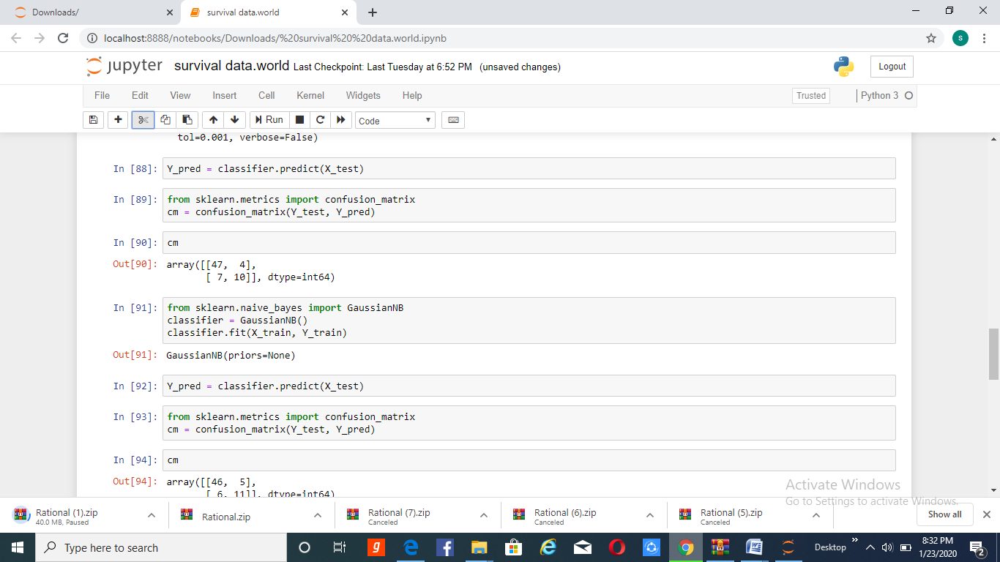 Downloads/
survival data.world
localhost:8888/notebooks/Downloads/%20survival%20%20data.world.ipynb
S
jupyter survival data.world Last Checkpoint: Last Tuesday at 6:52 PM (unsaved changes)
Logout
File Edit View Insert Cell Kernel Widgets Help
Trusted
Python 3
Run
Code
tol=0.001, verbose=False)
In [88]: Y_pred = classifier.predict(X_test)
In [89]: from sklearn.metrics import confusion_matrix
cm = confusion_matrix(Y_test, Y_pred)
In [90]: cm
Out[90]: array([[47,  4],
[ 7, 10]], dtype=int64)
In [91]: from sklearn.naive_bayes import GaussianNB
classifier = GaussianNB()
classifier.fit(X_train, Y_train)
Out[91]: GaussianNB(priors=None)
In [92]: Y_pred = classifier.predict(X_test)
In [93]: from sklearn.metrics import confusion_matrix
cm = confusion_matrix(Y_test, Y_pred)
In [94]: cm
Out[94]: array([[46,  5],
[ 6, 11]], dtype=int64)
Activate Windows
Go to Settings to activate Windows.
Rational (1).zip
40.0 MB, Paused
Rational.zip
Rational (7).zip
Canceled
Rational (6).zip
Canceled
Rational (5).zip
Canceled
Show all
Type here to search
g
Desktop
8:32 PM
1/23/2020
2